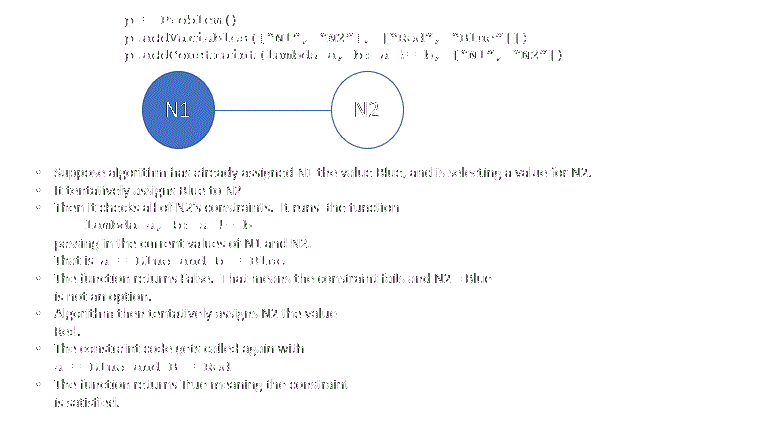 p = Problem()
p.addVariables(["N1", "N2"], ["Red", "Blue"])
p.addConstraint(lambda a, b: a != b, ["N1", "N2"])
N1
N2
• Suppose algorithm has already assigned N1 the value Blue, and is selecting a value for N2.
• It tentatively assigns Blue to N2
• Then it checks all of N2's constraints. It runs the function
lambda a, b: a != b
passing in the current values of N1 and N2.
That is a = Blue and b = Blue
• The function returns False. That means the constraint fails and N2 = Blue
is not an option.
• Algorithm then tentatively assigns N2 the value
Red.
• The constraint code gets called again with
a = Blue and B = Red
• The function returns True meaning the constraint
is satisfied.